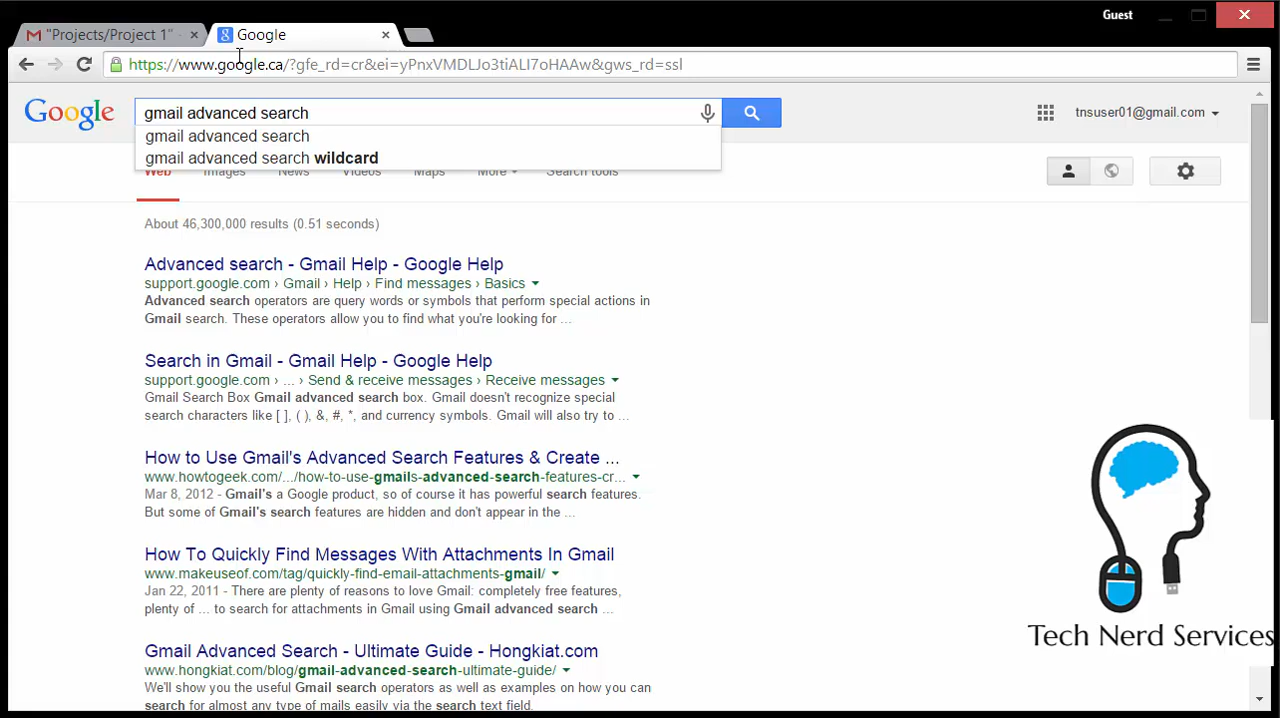 Guest
"Projects/Project 1"
Google
https://www.google.ca/?gfe_rd=cr&ei=yPnxVMDLJo3tiALI7oHAAw&gws_rd=ssl
Google
gmail advanced search
tnsuser01@gmail.com
gmail advanced search
gmail advanced search wildcard
Web Images News Videos Maps More Search tools
About 46,300,000 results (0.51 seconds)
Advanced search - Gmail Help - Google Help
support.google.com › Gmail › Help › Find messages › Basics
Advanced search operators are query words or symbols that perform special actions in
Gmail search. These operators allow you to find what you're looking for ...
Search in Gmail - Gmail Help - Google Help
support.google.com › ... › Send & receive messages › Receive messages
Gmail Search Box Gmail advanced search box. Gmail doesn't recognize special
search characters like [ ], ( ), &, #, *, and currency symbols. Gmail will also try to ...
How to Use Gmail's Advanced Search Features & Create ...
www.howtogeek.com/.../how-to-use-gmails-advanced-search-features-cr...
Mar 8, 2012 - Gmail's a Google product, so of course it has powerful search features.
But some of Gmail's search features are hidden and don't appear in the ...
How To Quickly Find Messages With Attachments In Gmail
www.makeuseof.com/tag/quickly-find-email-attachments-gmail/
Jan 22, 2011 - There are plenty of reasons to love Gmail: completely free features,
plenty of ... to search for attachments in Gmail using Gmail advanced search ...
Gmail Advanced Search - Ultimate Guide - Hongkiat.com
www.hongkiat.com/blog/gmail-advanced-search-ultimate-guide/
We'll show you the useful Gmail search operators as well as examples on how you can
search for almost any type of mails easily via the search text field.
Tech Nerd Services